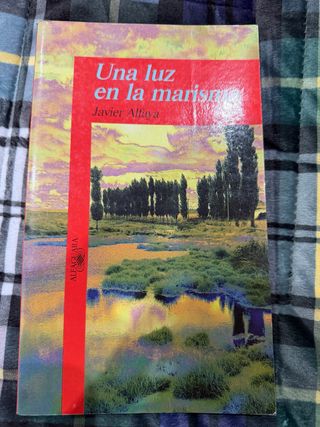 Una luz
en la marisma
Javier Alfaya
ALFAGUARA